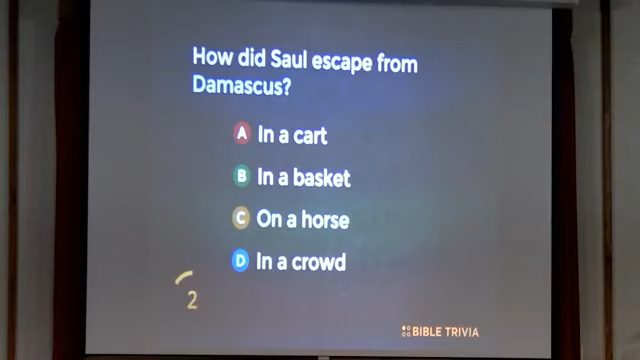 How did Saul escape from
Damascus?
A In a cart
B In a basket
C On a horse
D In a crowd
2
BIBLE TRIVIA